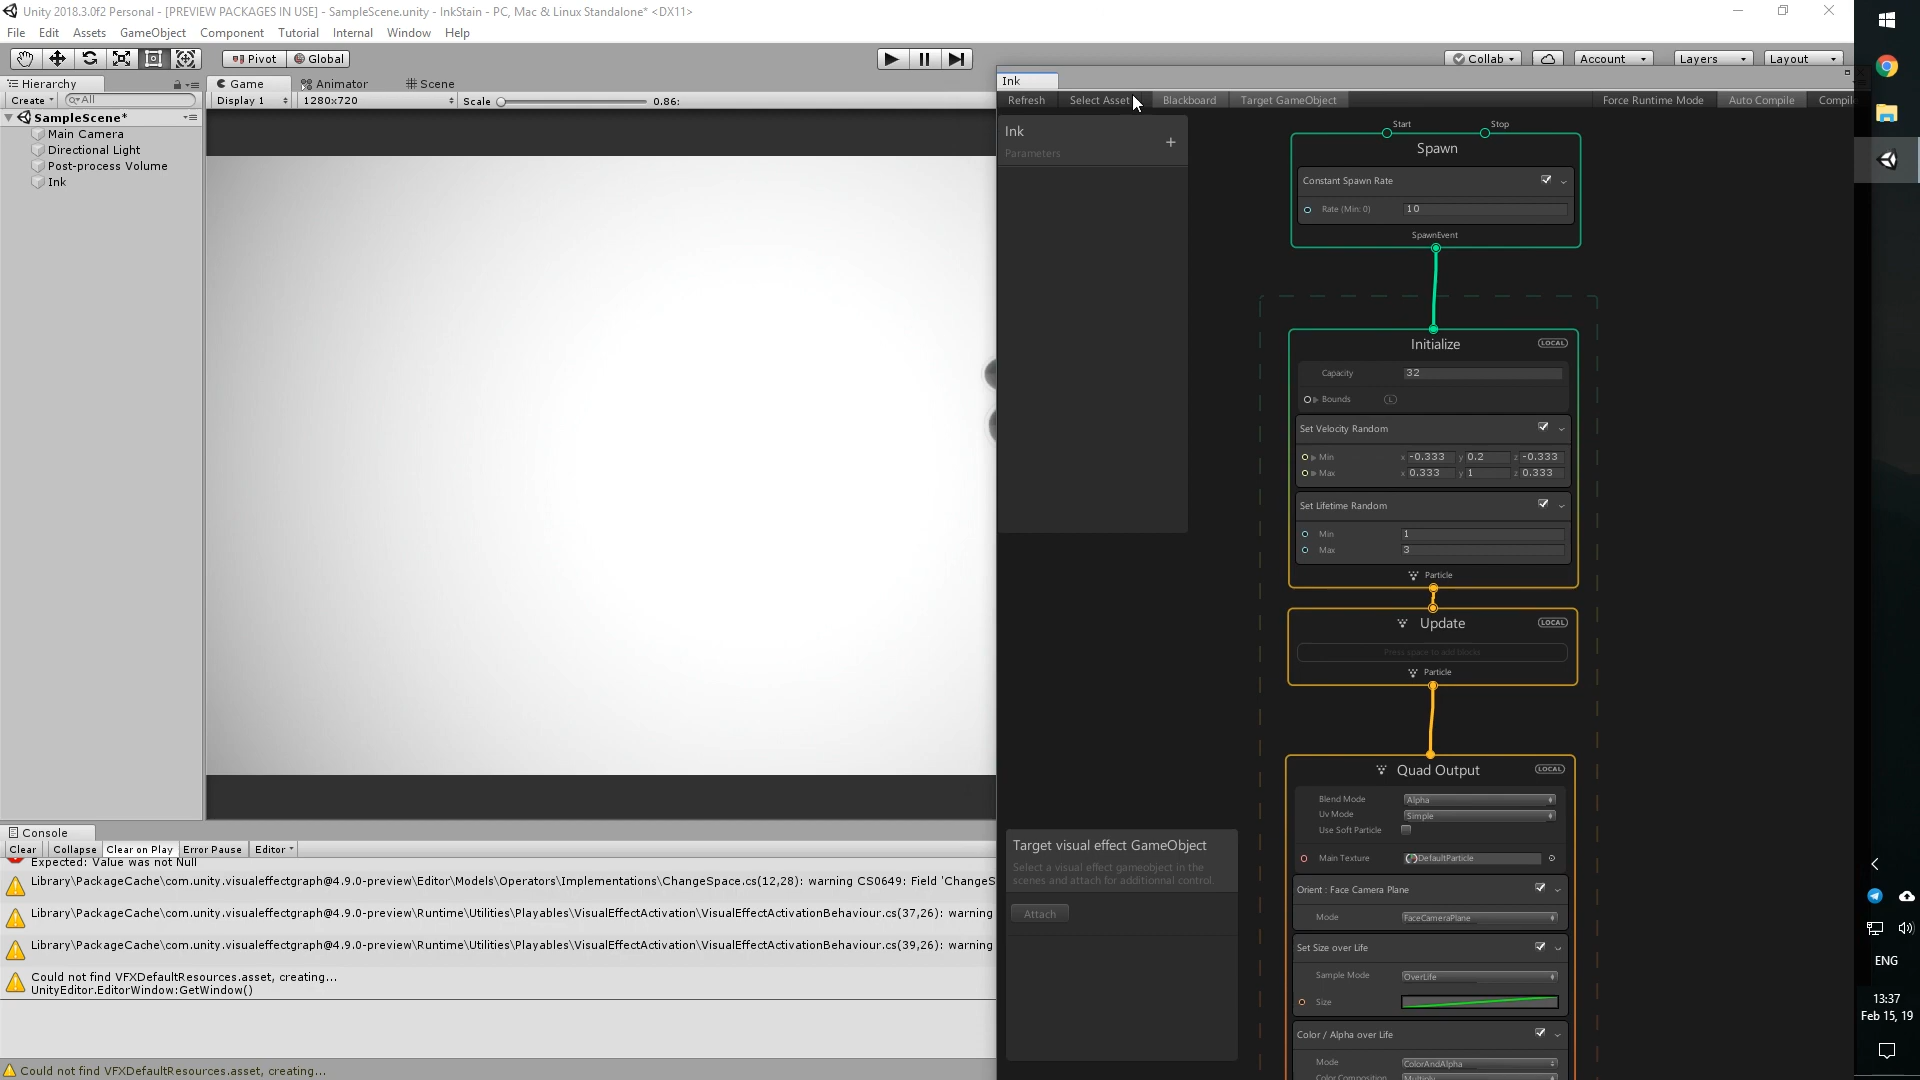 Unity 2018.3.0f2 Personal - [PREVIEW PACKAGES IN USE] - SampleScene.unity - InkStain - PC, Mac & Linux Standalone* <DX11>
File Edit Assets GameObject Component Tutorial Internal Window Help
Pivot Global Collab Account Layers Layout
Hierarchy
Create All
SampleScene*
Main Camera
Directional Light
Post-process Volume
Ink
Game Animator Scene
Display 1 1280x720 Scale 0.86:
Ink
Refresh Select Asset Blackboard Target GameObject Force Runtime Mode Auto Compile Compil
Ink
Parameters
Start Stop
Spawn
Constant Spawn Rate
Rate (Min: 0) 10
SpawnEvent
Initialize LOCAL
Capacity 32
Bounds L
Set Velocity Random
Min x -0.333 y 0.2 z -0.333
Max x 0.333 y 1 z 0.333
Set Lifetime Random
Min 1
Max 3
Particle
Update LOCAL
Press space to add blocks
Particle
Quad Output LOCAL
Blend Mode Alpha
Uv Mode Simple
Use Soft Particle
Main Texture DefaultParticle
Orient : Face Camera Plane
Mode FaceCameraPlane
Set Size over Life
Sample Mode OverLife
Size
Color / Alpha over Life
Mode ColorAndAlpha
Color Composition Multiply
Target visual effect GameObject
Select a visual effect gameobject in the
scenes and attach for additionnal control.
Attach
Console
Clear Collapse Clear on Play Error Pause Editor
Expected: Value was not Null
Library\PackageCache\com.unity.visualeffectgraph@4.9.0-preview\Editor\Models\Operators\Implementations\ChangeSpace.cs(12,28): warning CS0649: Field 'ChangeS
Library\PackageCache\com.unity.visualeffectgraph@4.9.0-preview\Runtime\Utilities\Playables\VisualEffectActivation\VisualEffectActivationBehaviour.cs(37,26): warning
Library\PackageCache\com.unity.visualeffectgraph@4.9.0-preview\Runtime\Utilities\Playables\VisualEffectActivation\VisualEffectActivationBehaviour.cs(39,26): warning
Could not find VFXDefaultResources.asset, creating...
UnityEditor.EditorWindow:GetWindow()
Could not find VFXDefaultResources.asset, creating...
ENG
13:37
Feb 15, 19